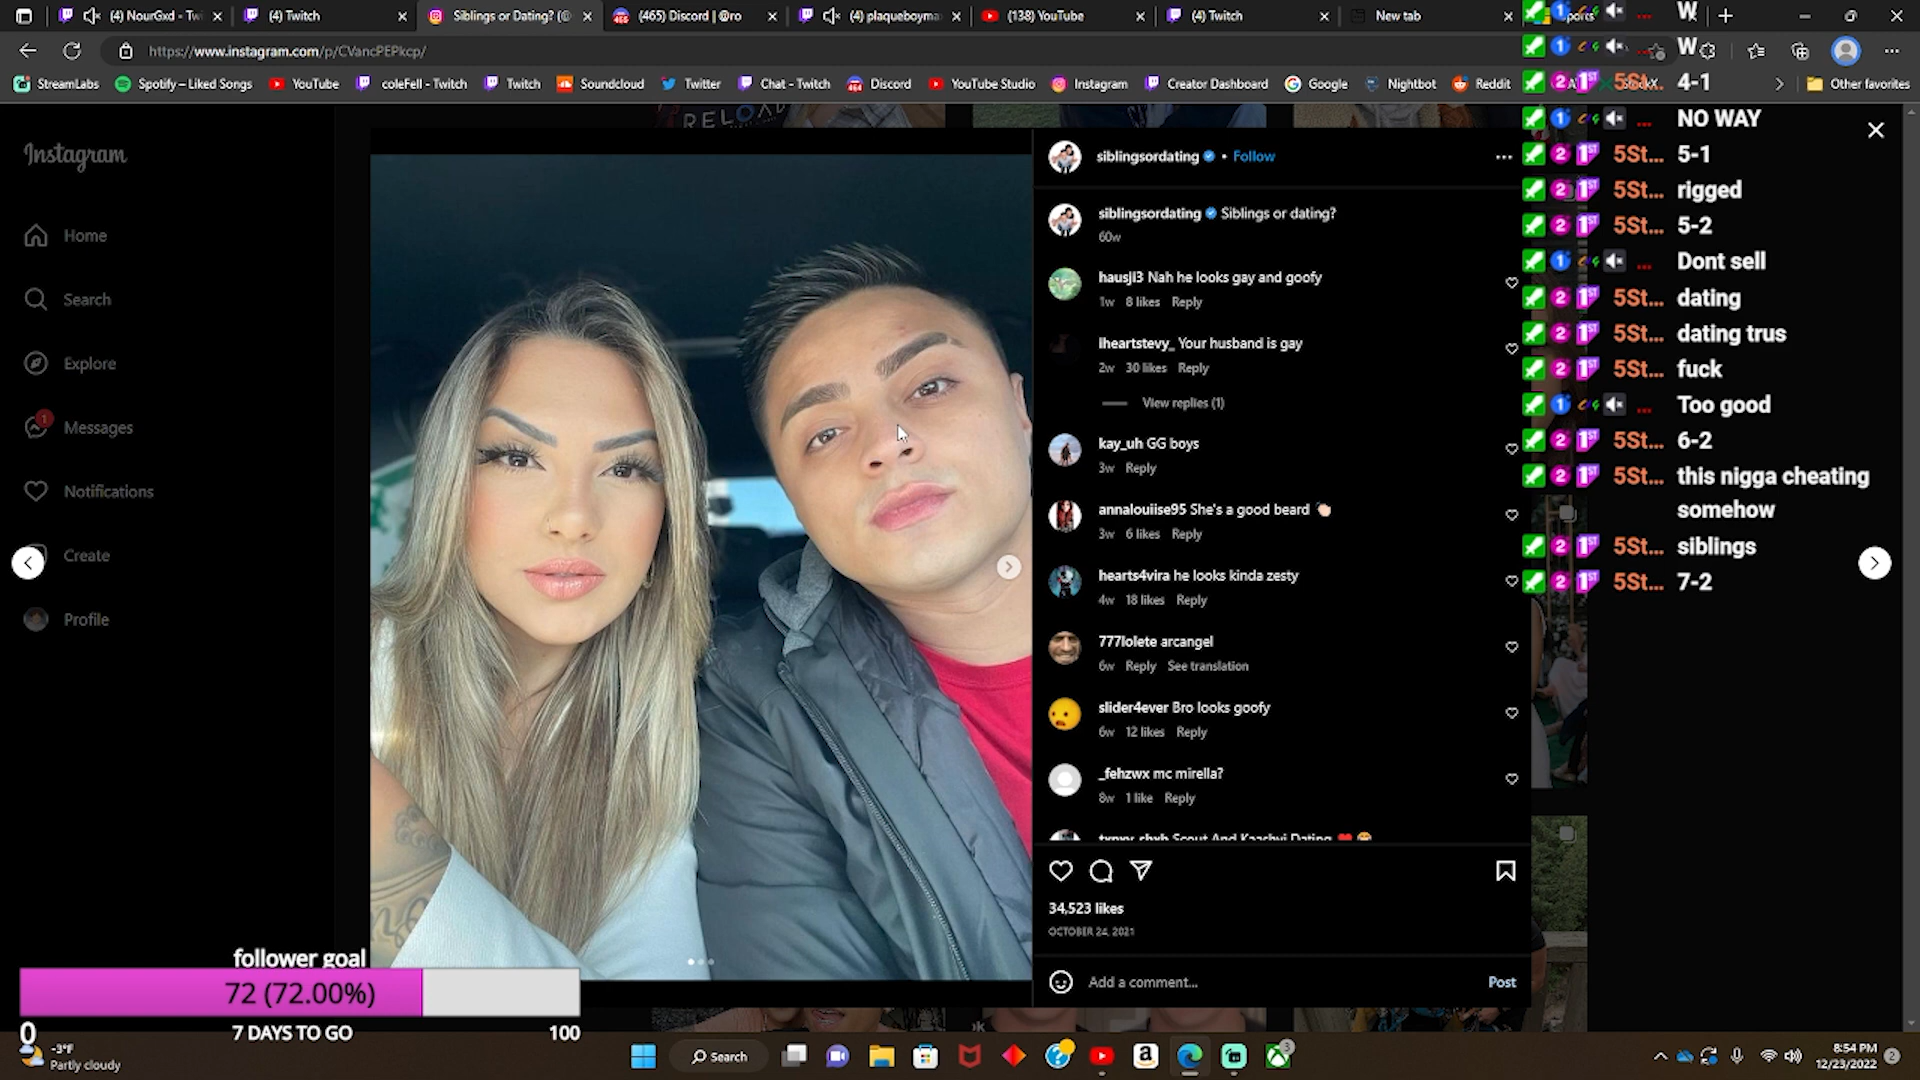 (4) NourGxd - Tw
(4) Twitch
Siblings or Dating? (@
(465) Discord | @ro
(4) plaqueboyma
(138) YouTube
(4) Twitch
New tab
https://www.instagram.com/p/CVancPEPkcp/
StreamLabs
Spotify – Liked Songs
YouTube
coleFell - Twitch
Twitch
Soundcloud
Twitter
Chat - Twitch
Discord
YouTube Studio
Instagram
Creator Dashboard
Google
Nightbot
Reddit
Other favorites
RELOAD
Instagram
Home
Search
Explore
1
Messages
Notifications
Create
Profile
siblingsordating • Follow
siblingsordating Siblings or dating?
60w
hausji3 Nah he looks gay and goofy
1w 8 likes Reply
iheartstevy_ Your husband is gay
2w 30 likes Reply
View replies (1)
kay_uh GG boys
3w Reply
annalouiise95 She's a good beard
3w 6 likes Reply
hearts4vira he looks kinda zesty
4w 18 likes Reply
777lolete arcangel
6w Reply See translation
slider4ever Bro looks goofy
6w 12 likes Reply
_fehzwx mc mirella?
8w 1 like Reply
Scout And Kaashvi Dating
34,523 likes
OCTOBER 24, 2021
Add a comment...
Post
W
W
5St... 4-1
... NO WAY
5St... 5-1
5St... rigged
5St... 5-2
... Dont sell
5St... dating
5St... dating trus
5St... fuck
... Too good
5St... 6-2
5St... this nigga cheating
somehow
5St... siblings
5St... 7-2
follower goal
72 (72.00%)
0
7 DAYS TO GO
100
-3°F
Partly cloudy
Search
3
8:54 PM
12/23/2022
2